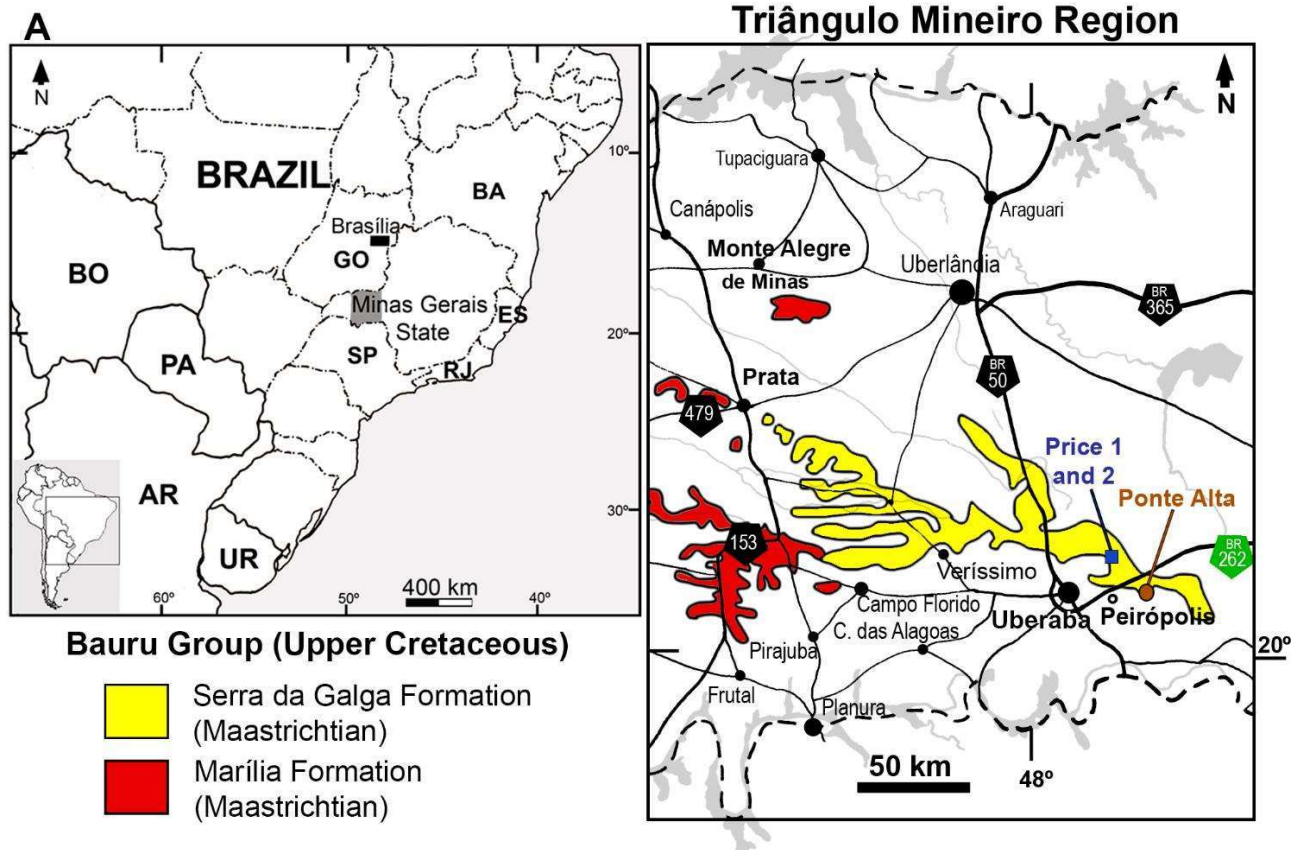 A
N
BRAZIL
10º
BA
Brasília
GO
BO
Minas Gerais
State
ES
20º
SP
PA
RJ
AR
30º
UR
400 km
60º
50º
40º
Bauru Group (Upper Cretaceous)
Serra da Galga Formation
(Maastrichtian)
Marília Formation
(Maastrichtian)
Triângulo Mineiro Region
N
Tupaciguara
Araguari
Canápolis
Monte Alegre
de Minas
Uberlândia
BR
365
BR
50
Prata
479
Price 1
and 2
Ponte Alta
153
BR
262
Veríssimo
Campo Florido
Uberaba
Peirópolis
C. das Alagoas
Pirajuba
20º
Frutal
Planura
50 km
48º